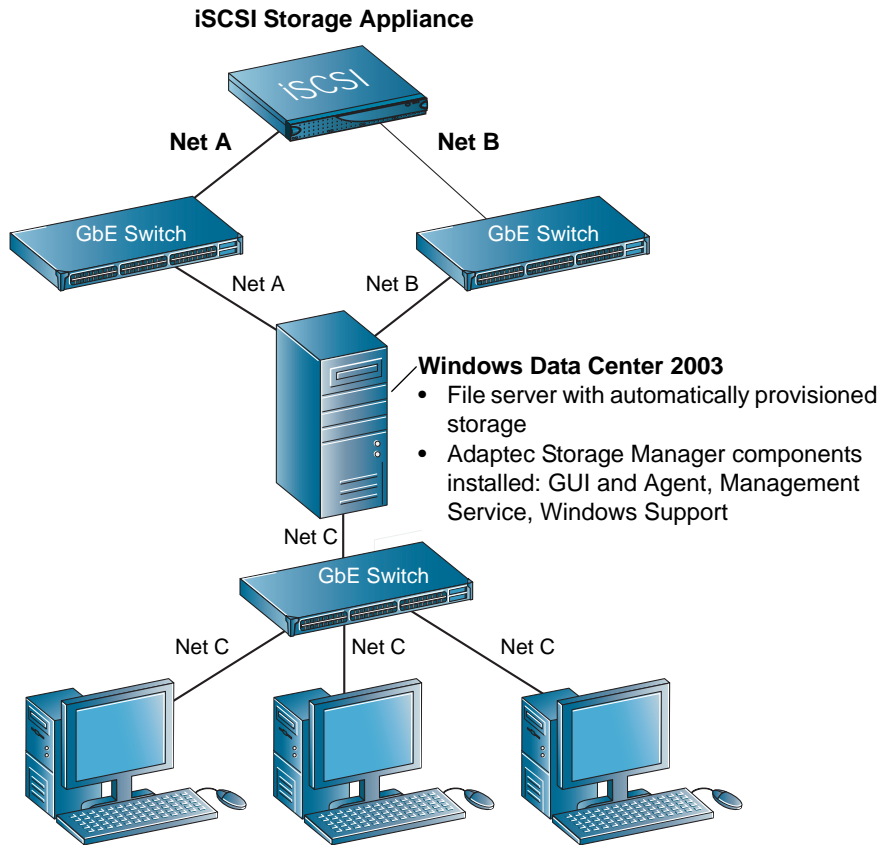 iSCSI Storage Appliance
iSCSI
Net A
Net B
GbE Switch
GbE Switch
Net A
Net B
Windows Data Center 2003
• File server with automatically provisioned
storage
• Adaptec Storage Manager components
installed: GUI and Agent, Management
Service, Windows Support
Net C
GbE Switch
Net C
Net C
Net C